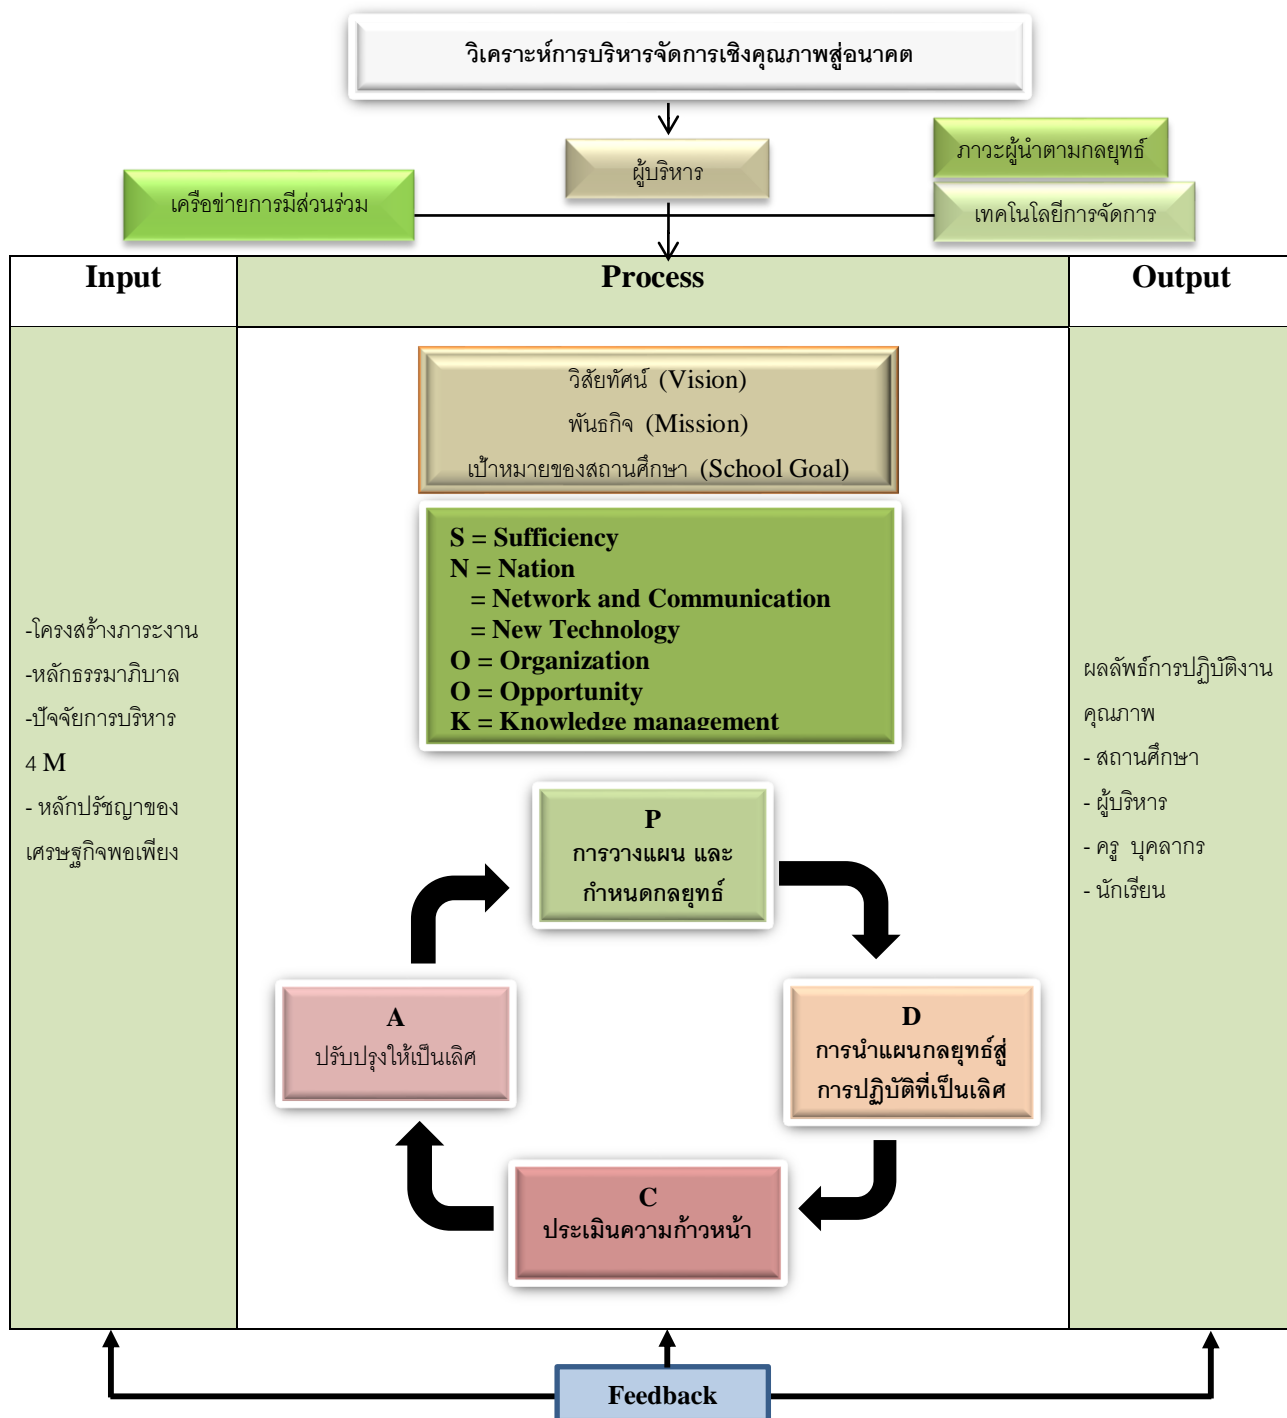 วิเคราะห์การบริหารจัดการเชิงคุณภาพสู่อนาคต
ผู้บริหาร
ภาวะผู้นำตามกลยุทธ์
เครือข่ายการมีส่วนร่วม
เทคโนโลยีการจัดการ
Input
Process
Output
วิสัยทัศน์ (Vision)
พันธกิจ (Mission)
เป้าหมายของสถานศึกษา (School Goal)
S = Sufficiency
N = Nation
= Network and Communication
= New Technology
O = Organization
O = Opportunity
K = Knowledge management
-โครงสร้างภาระงาน
-หลักธรรมาภิบาล
-ปัจจัยการบริหาร
4 M
- หลักปรัชญาของ
เศรษฐกิจพอเพียง
P
การวางแผน และ
กำหนดกลยุทธ์
D
การนำแผนกลยุทธ์สู่
การปฏิบัติที่เป็นเลิศ
C
ประเมินความก้าวหน้า
A
ปรับปรุงให้เป็นเลิศ
ผลลัพธ์การปฏิบัติงาน
คุณภาพ
- สถานศึกษา
- ผู้บริหาร
- ครู บุคลากร
- นักเรียน
Feedback